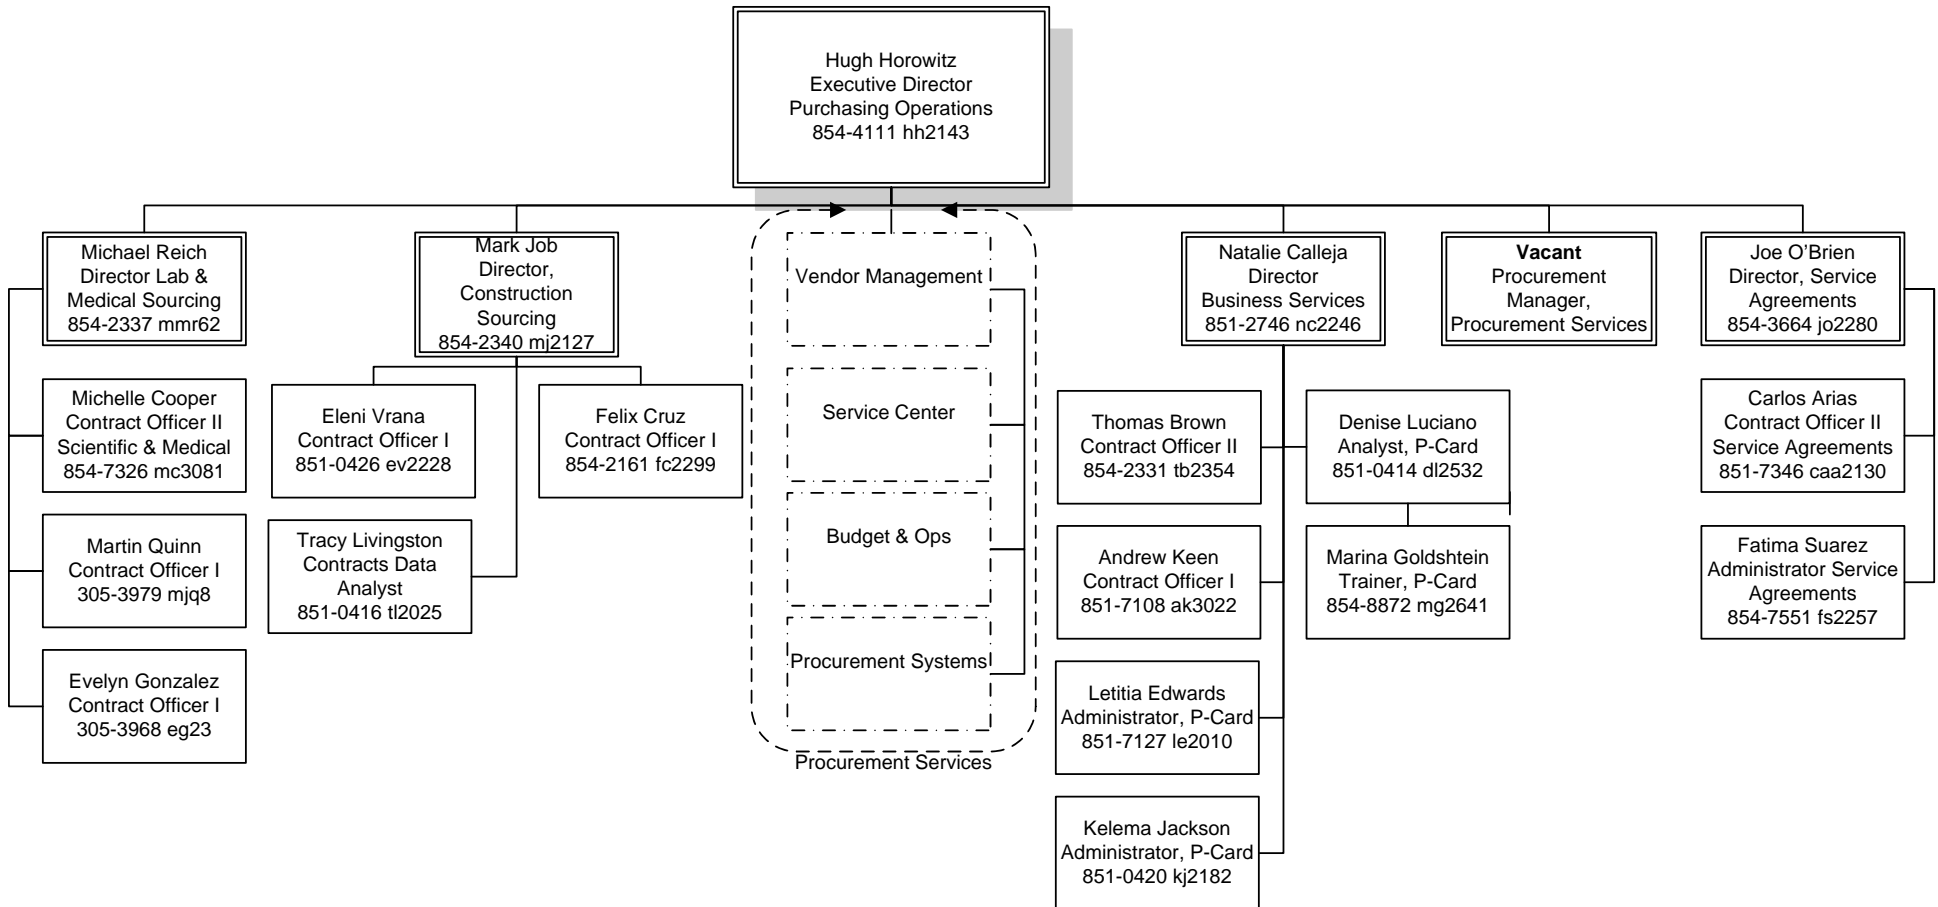 Hugh Horowitz
Executive Director
Purchasing Operations
854-4111 hh2143
Michael Reich
Director Lab &
Medical Sourcing
854-2337 mmr62
Michelle Cooper
Contract Officer II
Scientific & Medical
854-7326 mc3081
Martin Quinn
Contract Officer I
305-3979 mjq8
Evelyn Gonzalez
Contract Officer I
305-3968 eg23
Mark Job
Director,
Construction
Sourcing
854-2340 mj2127
Eleni Vrana
Contract Officer I
851-0426 ev2228
Felix Cruz
Contract Officer I
854-2161 fc2299
Tracy Livingston
Contracts Data
Analyst
851-0416 tl2025
Vendor Management
Service Center
Budget & Ops
Procurement Systems
Procurement Services
Natalie Calleja
Director
Business Services
851-2746 nc2246
Thomas Brown
Contract Officer II
854-2331 tb2354
Denise Luciano
Analyst, P-Card
851-0414 dl2532
Andrew Keen
Contract Officer I
851-7108 ak3022
Marina Goldshtein
Trainer, P-Card
854-8872 mg2641
Letitia Edwards
Administrator, P-Card
851-7127 le2010
Kelema Jackson
Administrator, P-Card
851-0420 kj2182
Vacant
Procurement
Manager,
Procurement Services
Joe O’Brien
Director, Service
Agreements
854-3664 jo2280
Carlos Arias
Contract Officer II
Service Agreements
851-7346 caa2130
Fatima Suarez
Administrator Service
Agreements
854-7551 fs2257